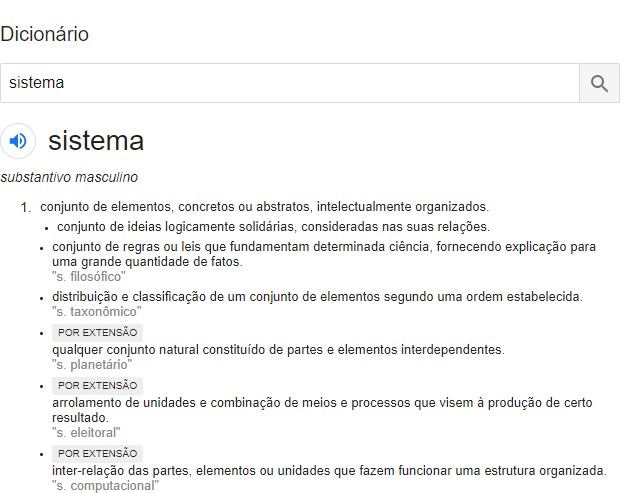 Dicionário
sistema
sistema
substantivo masculino
1. conjunto de elementos, concretos ou abstratos, intelectualmente organizados.
• conjunto de ideias logicamente solidárias, consideradas nas suas relações.
• conjunto de regras ou leis que fundamentam determinada ciência, fornecendo explicação para
uma grande quantidade de fatos.
"s. filosófico"
• distribuição e classificação de um conjunto de elementos segundo uma ordem estabelecida.
"s. taxonômico"
• POR EXTENSÃO
qualquer conjunto natural constituído de partes e elementos interdependentes.
"s. planetário"
• POR EXTENSÃO
arrolamento de unidades e combinação de meios e processos que visem à produção de certo
resultado.
"s. eleitoral"
• POR EXTENSÃO
inter-relação das partes, elementos ou unidades que fazem funcionar uma estrutura organizada.
"s. computacional"